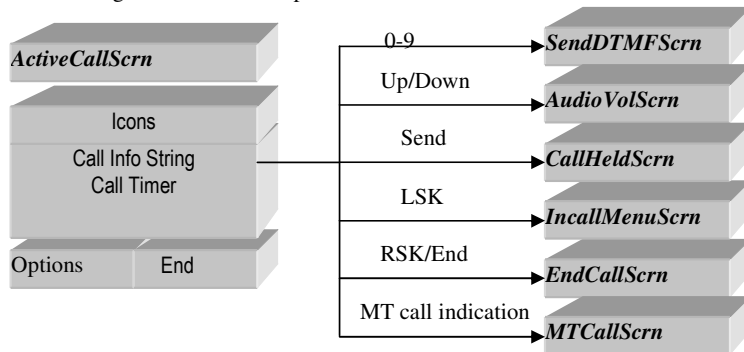 0-9
SendDTMFScrn
ActiveCallScrn
Up/Down
AudioVolScrn
Icons
Send
Call Info String
CallHeldScrn
Call Timer
LSK
IncallMenuScrn
RSK/End
Options
End
EndCallScrn
MT call indication
MTCallScrn